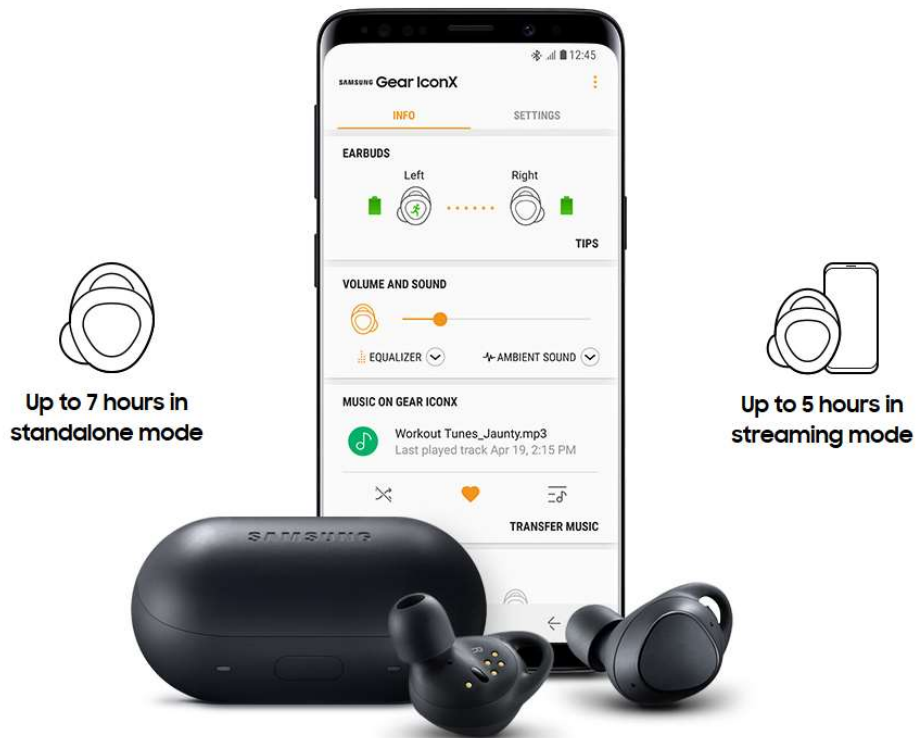 12:45
SAMSUNG Gear IconX
INFO
SETTINGS
EARBUDS
Left
Right
TIPS
VOLUME AND SOUND
EQUALIZER
AMBIENT SOUND
MUSIC ON GEAR ICONX
Workout Tunes_Jaunty.mp3
Last played track Apr 19, 2:15 PM
TRANSFER MUSIC
Up to 7 hours in
standalone mode
Up to 5 hours in
streaming mode
SAMSUNG
R